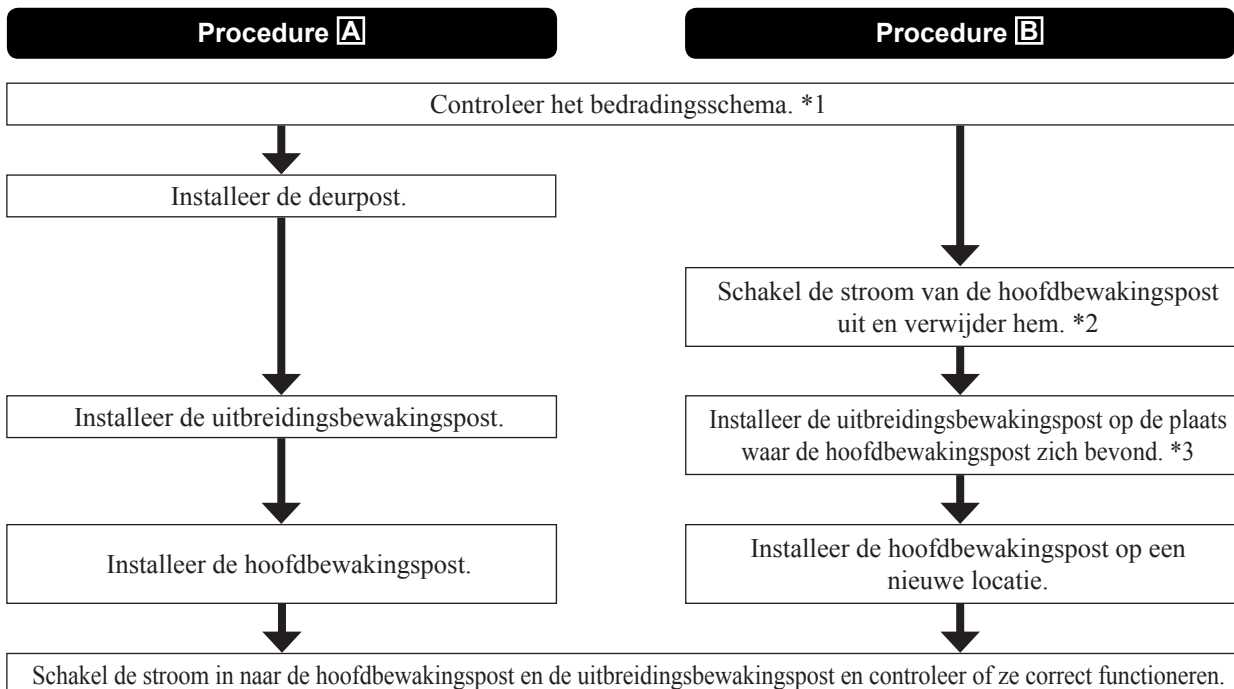 Procedure A
Procedure B
Controleer het bedradingsschema. *1
Installeer de deurpost.
Schakel de stroom van de hoofdbewakingspost
uit en verwijder hem. *2
Installeer de uitbreidingsbewakingspost.
Installeer de uitbreidingsbewakingspost op de plaats
waar de hoofdbewakingspost zich bevond. *3
Installeer de hoofdbewakingspost.
Installeer de hoofdbewakingspost op een
nieuwe locatie.
Schakel de stroom in naar de hoofdbewakingspost en de uitbreidingsbewakingspost en controleer of ze correct functioneren.